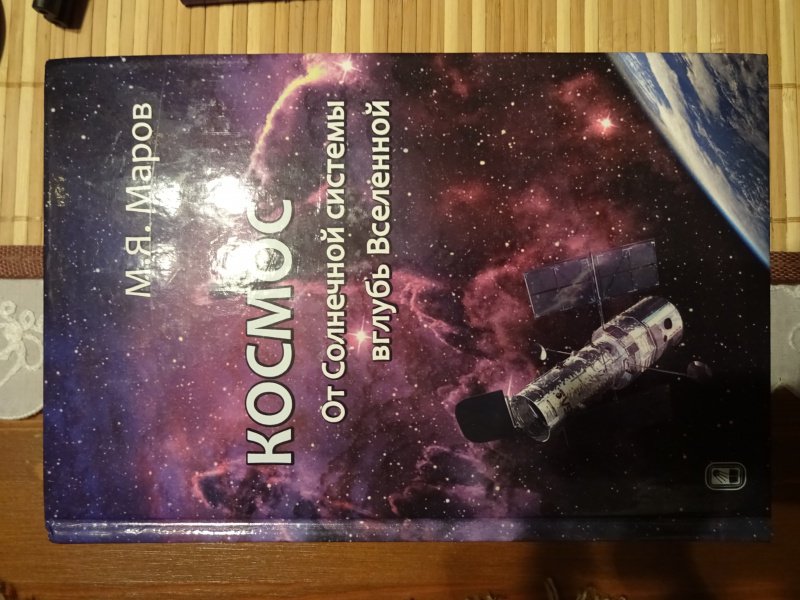 М.Я. Маров
КОСМОС
От Солнечной системы
вглубь Вселенной